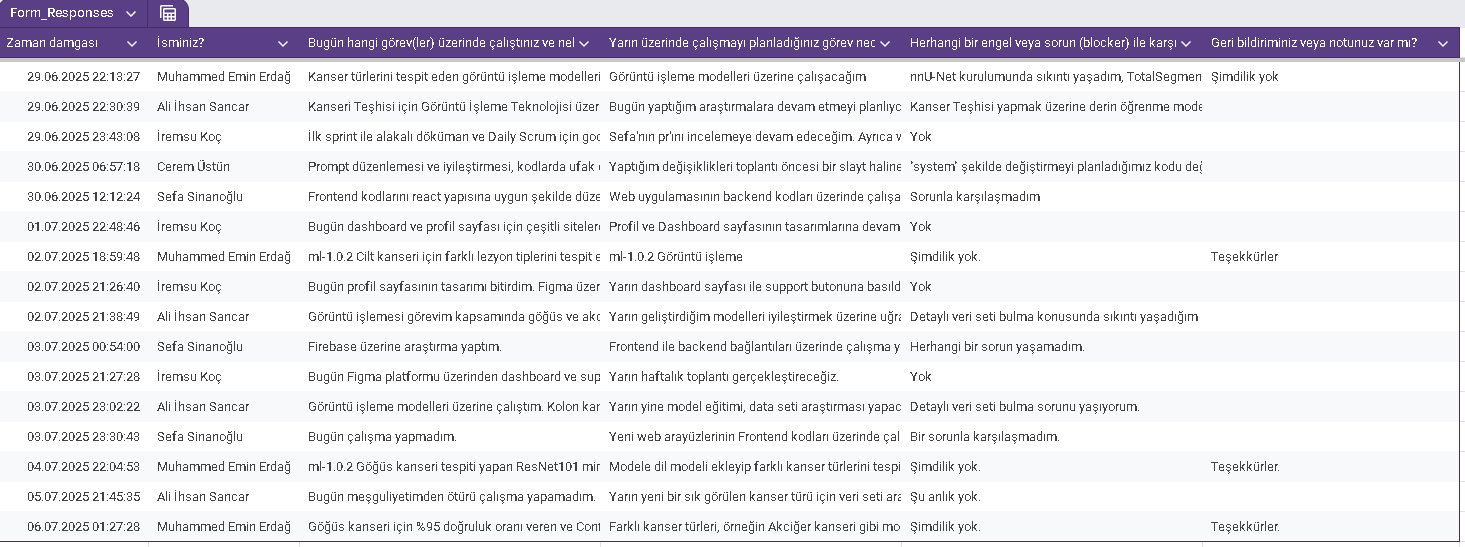 Form_Responses
Zaman damgası İsminiz? Bugün hangi görev(ler) üzerinde çalıştınız ve nel Yarın üzerinde çalışmayı planladığınız görev ned Herhangi bir engel veya sorun (blocker) ile karşı Geri bildiriminiz veya notunuz var mı?
29.06.2025 22:13:27 Muhammed Emin Erdağ Kanser türlerini tespit eden görüntü işleme modelleri Görüntü işleme modelleri üzerine çalışacağım nnU-Net kurulumunda sıkıntı yaşadım, TotalSegmen Şimdilik yok
29.06.2025 22:30:39 Ali İhsan Sancar Kanseri Teşhisi için Görüntü İşleme Teknolojisi üzer Bugün yaptığım araştırmalara devam etmeyi planlıyo Kanser Teşhisi yapmak üzerine derin öğrenme mode
29.06.2025 23:43:08 İremsu Koç İlk sprint ile alakalı döküman ve Daily Scrum için goo Sefa'nın pr'ını incelemeye devam edeceğim. Ayrıca w Yok
30.06.2025 06:57:18 Cerem Üstün Prompt düzenlemesi ve iyileştirmesi, kodlarda ufak Yaptığım değişiklikleri toplantı öncesi bir slayt haline "system" şekilde değiştirmeyi planladığımız kodu değ
30.06.2025 12:12:24 Sefa Sinanoğlu Frontend kodlarını react yapısına uygun şekilde düze Web uygulamasının backend kodları üzerinde çalışa Sorunla karşılaşmadım
01.07.2025 22:48:46 İremsu Koç Bugün dashboard ve profil sayfası için çeşitli siteler Profil ve Dashboard sayfasının tasarımlarına devam Yok
02.07.2025 18:59:48 Muhammed Emin Erdağ ml-1.0.2 Cilt kanseri için farklı lezyon tiplerini tespit e ml-1.0.2 Görüntü işleme Şimdilik yok. Teşekkürler
02.07.2025 21:26:40 İremsu Koç Bugün profil sayfasının tasarımı bitirdim. Figma üzer Yarın dashboard sayfası ile support butonuna basıld Yok
02.07.2025 21:38:49 Ali İhsan Sancar Görüntü işlemesi görevim kapsamında göğüs ve akc Yarın geliştirdiğim modelleri iyileştirmek üzerine uğra Detaylı veri seti bulma konusunda sıkıntı yaşadığım
03.07.2025 00:54:00 Sefa Sinanoğlu Firebase üzerine araştırma yaptım. Frontend ile backend bağlantıları üzerinde çalışma y Herhangi bir sorun yaşamadım.
03.07.2025 21:27:28 İremsu Koç Bugün Figma platformu üzerinden dashboard ve sup Yarın haftalık toplantı gerçekleştireceğiz. Yok
03.07.2025 23:02:22 Ali İhsan Sancar Görüntü işleme modelleri üzerine çalıştım. Kolon kan Yarın yine model eğitimi, data seti araştırması yapac Detaylı veri seti bulma sorunu yaşıyorum.
03.07.2025 23:30:43 Sefa Sinanoğlu Bugün çalışma yapmadım. Yeni web arayüzlerinin Frontend kodları üzerinde çal Bir sorunla karşılaşmadım.
04.07.2025 22:04:53 Muhammed Emin Erdağ ml-1.0.2 Göğüs kanseri tespiti yapan ResNet101 mir Modele dil modeli ekleyip farklı kanser türlerini tespi Şimdilik yok. Teşekkürler.
05.07.2025 21:45:35 Ali İhsan Sancar Bugün meşguliyetimden ötürü çalışma yapamadım. Yarın yeni bir sık görülen kanser türü için veri seti ara Şu anlık yok.
06.07.2025 01:27:28 Muhammed Emin Erdağ Göğüs kanseri için %95 doğruluk oranı veren ve Conf Farklı kanser türleri, örneğin Akciğer kanseri gibi mo Şimdilik yok. Teşekkürler.